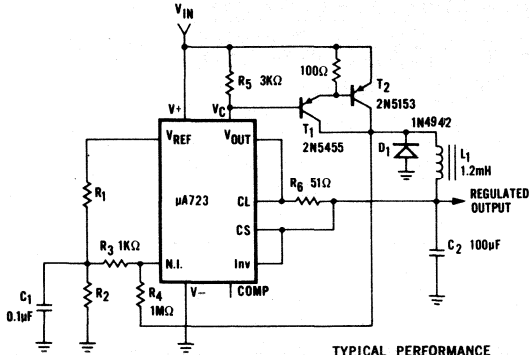 VIN
R5 3KΩ
100Ω
T2
2N5153
V+
VC
T1
2N5455
1N4942
VREF
VOUT
D1
L1
1.2mH
R1
µA723
CL
R6 51Ω
REGULATED
OUTPUT
CS
R3 1KΩ
N.I.
Inv
C2 100µF
C1
0.1µF
R2
R4
1MΩ
V−
COMP
TYPICAL PERFORMANCE